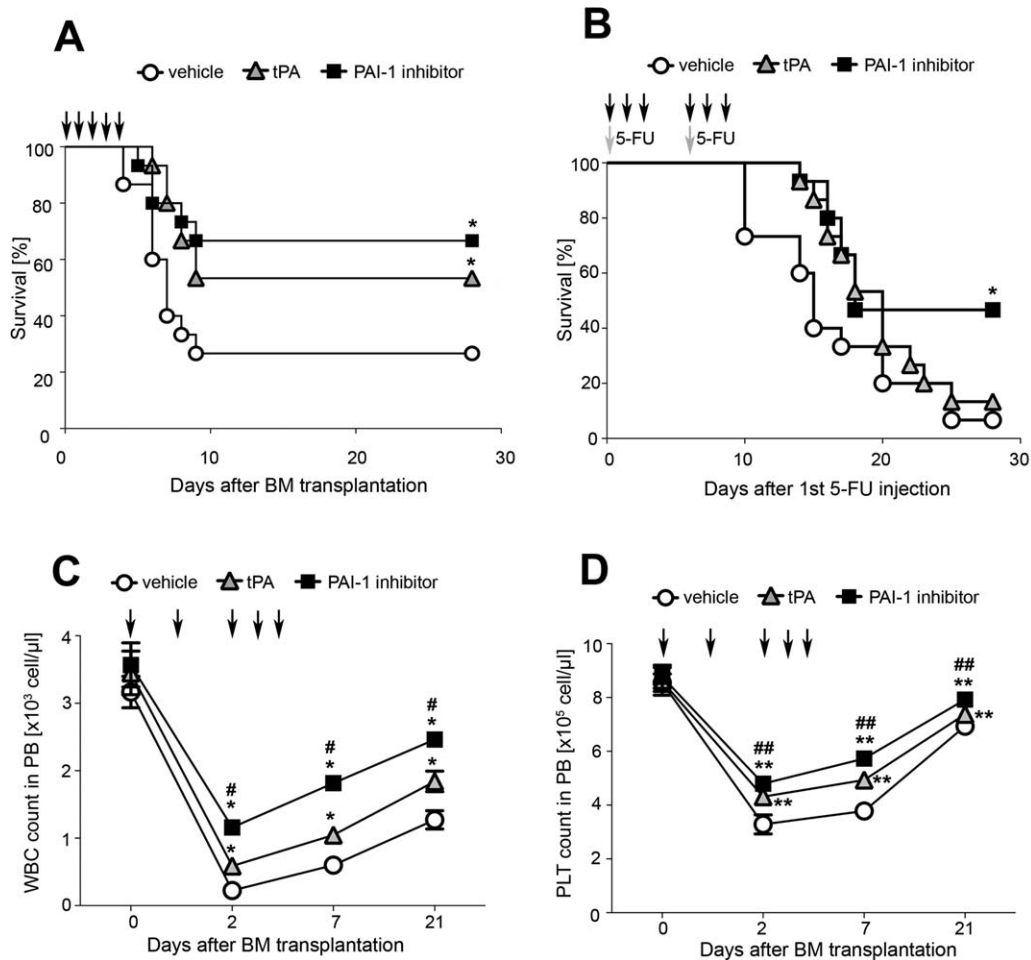 A
vehicle tPA PAI-1 inhibitor
Survival [%]
100
80
60
40
20
0
*
*
0 10 20 30
Days after BM transplantation
B
vehicle tPA PAI-1 inhibitor
5-FU 5-FU
Survival [%]
100
80
60
40
20
0
*
0 10 20 30
Days after 1st 5-FU injection
C
vehicle tPA PAI-1 inhibitor
WBC count in PB [x10³ cell/µl]
4
3
2
1
0
#
*
*
#
*
*
#
*
*
0 2 7 21
Days after BM transplantation
D
vehicle tPA PAI-1 inhibitor
PLT count in PB [x10⁵ cell/µl]
10
8
6
4
2
0
##
**
**
##
**
**
##
**
**
0 2 7 21
Days after BM transplantation